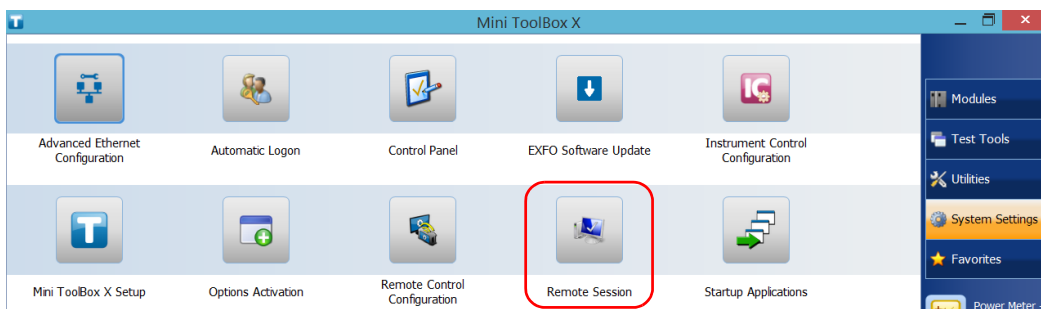 Mini ToolBox X
Advanced Ethernet
Configuration
Automatic Logon
Control Panel
EXFO Software Update
Instrument Control
Configuration
Mini ToolBox X Setup
Options Activation
Remote Control
Configuration
Remote Session
Startup Applications
Modules
Test Tools
Utilities
System Settings
Favorites
Power Meter -